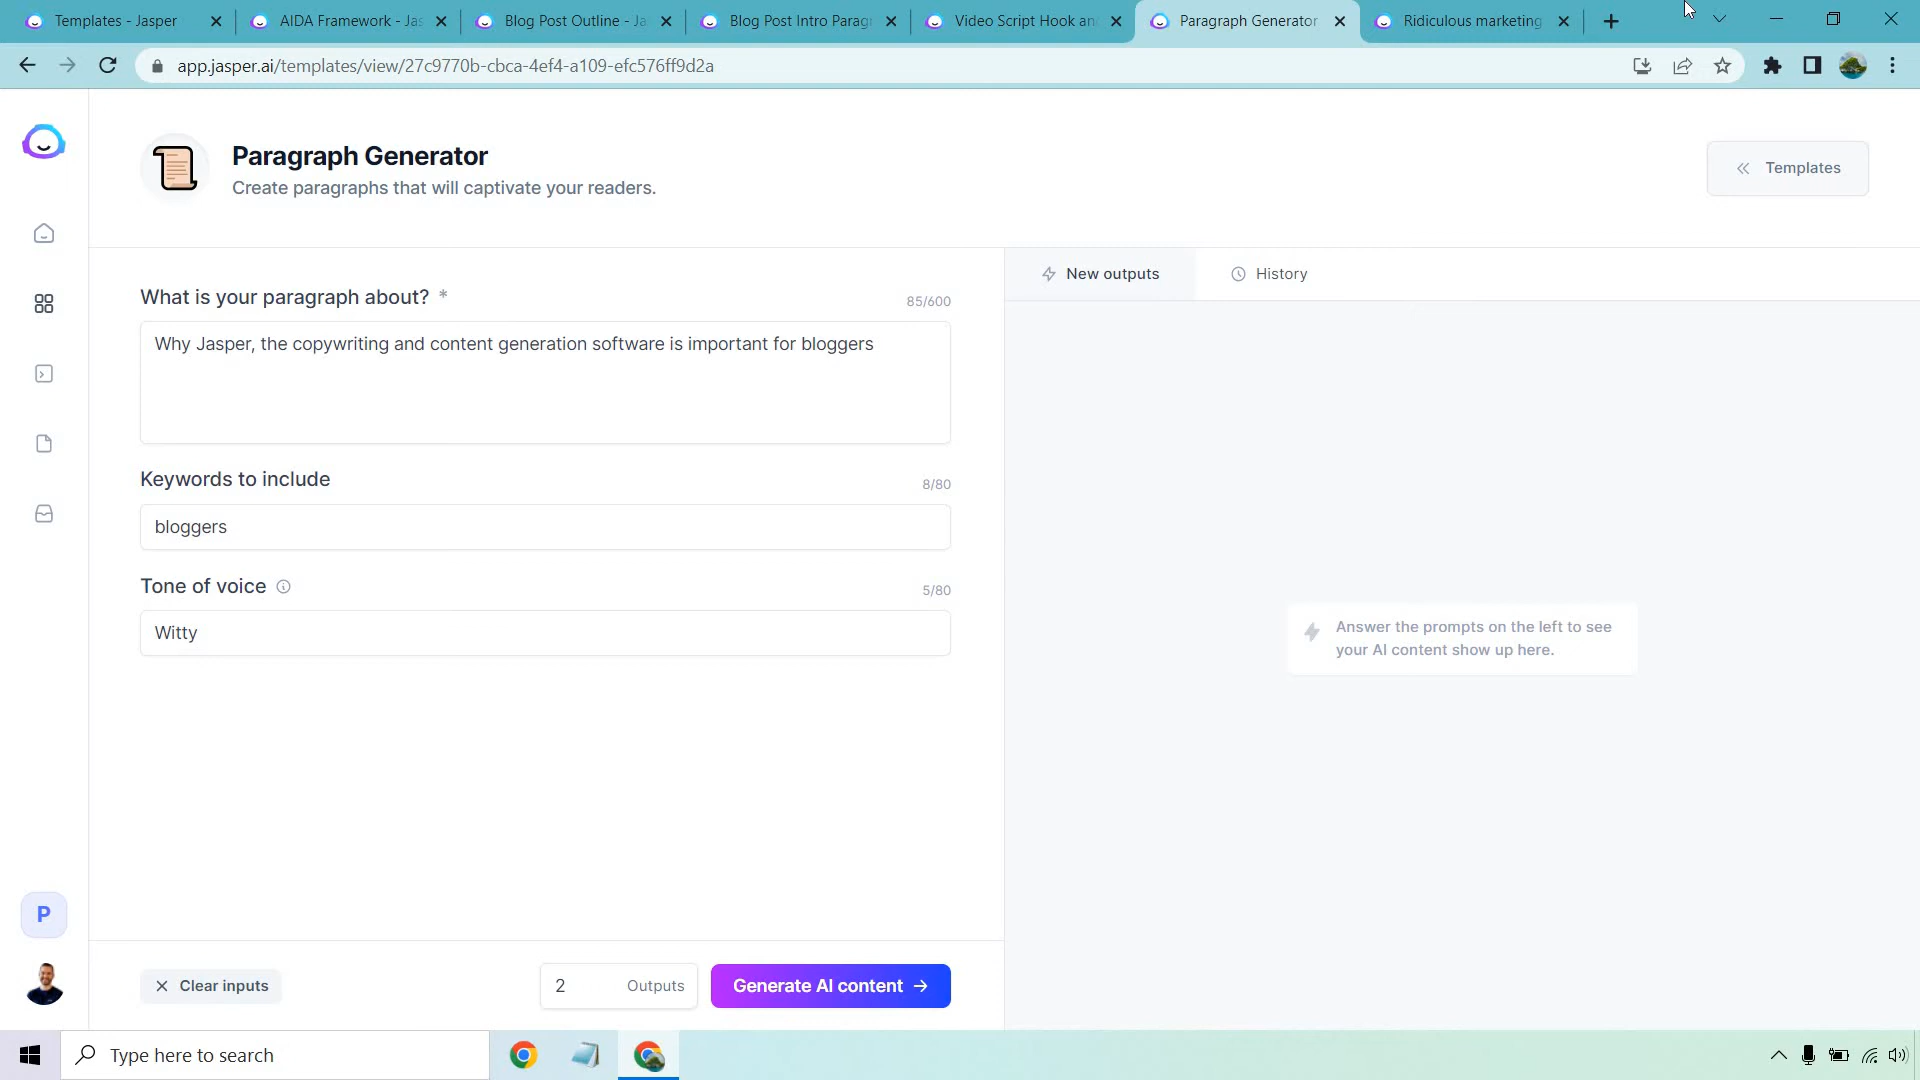 Templates - Jasper
AIDA Framework - Jas
Blog Post Outline - Ja
Blog Post Intro Paragr
Video Script Hook an
Paragraph Generator
Ridiculous marketing
app.jasper.ai/templates/view/27c9770b-cbca-4ef4-a109-efc576ff9d2a
Paragraph Generator
Create paragraphs that will captivate your readers.
Templates
New outputs
History
What is your paragraph about? *
85/600
Why Jasper, the copywriting and content generation software is important for bloggers
Keywords to include
8/80
bloggers
Tone of voice
5/80
Witty
Answer the prompts on the left to see
your AI content show up here.
P
Clear inputs
2 Outputs
Generate AI content
Type here to search